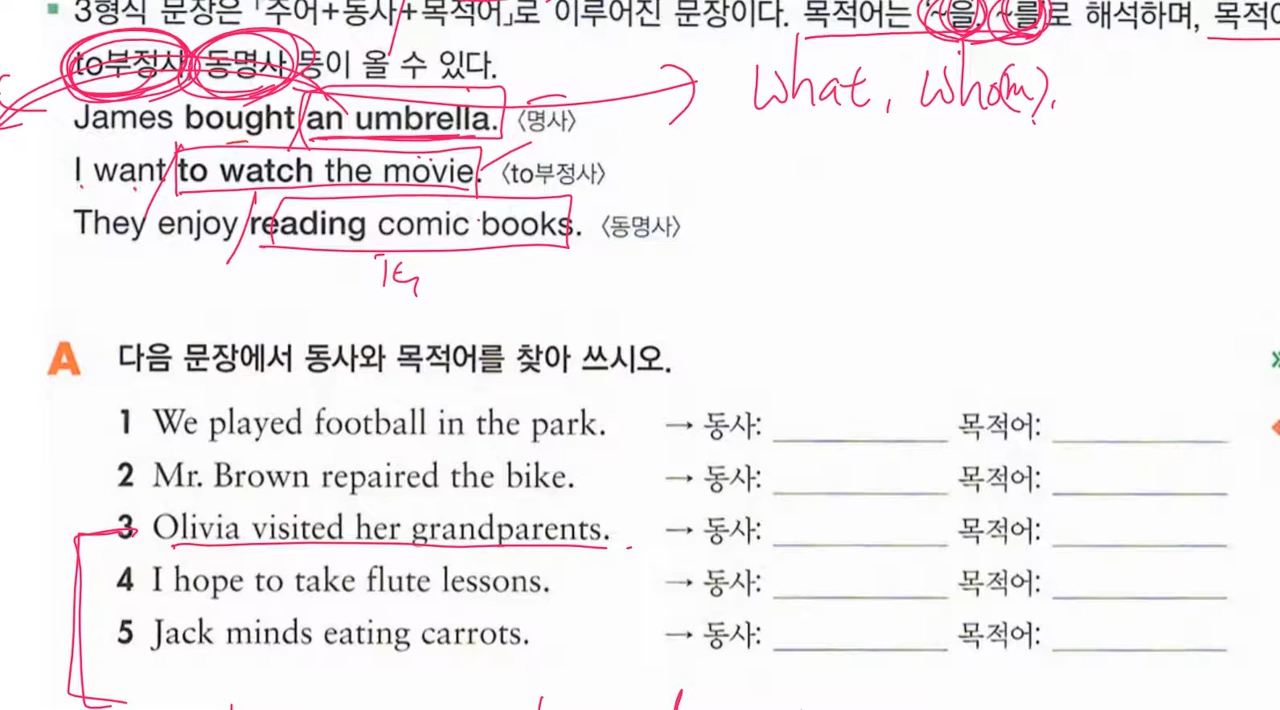 3형식 문장은 「주어+동사+목적어」로 이루어진 문장이다. 목적어는 '~을, ~를'로 해석하며, 목적어
to부정사, 동명사 등이 올 수 있다.
What, Who(m).
James bought an umbrella. 〈명사〉
I want to watch the movie. 〈to부정사〉
They enjoy reading comic books. 〈동명사〉
A 다음 문장에서 동사와 목적어를 찾아 쓰시오.
1 We played football in the park. → 동사: 목적어:
2 Mr. Brown repaired the bike. → 동사: 목적어:
3 Olivia visited her grandparents. → 동사: 목적어:
4 I hope to take flute lessons. → 동사: 목적어:
5 Jack minds eating carrots. → 동사: 목적어: